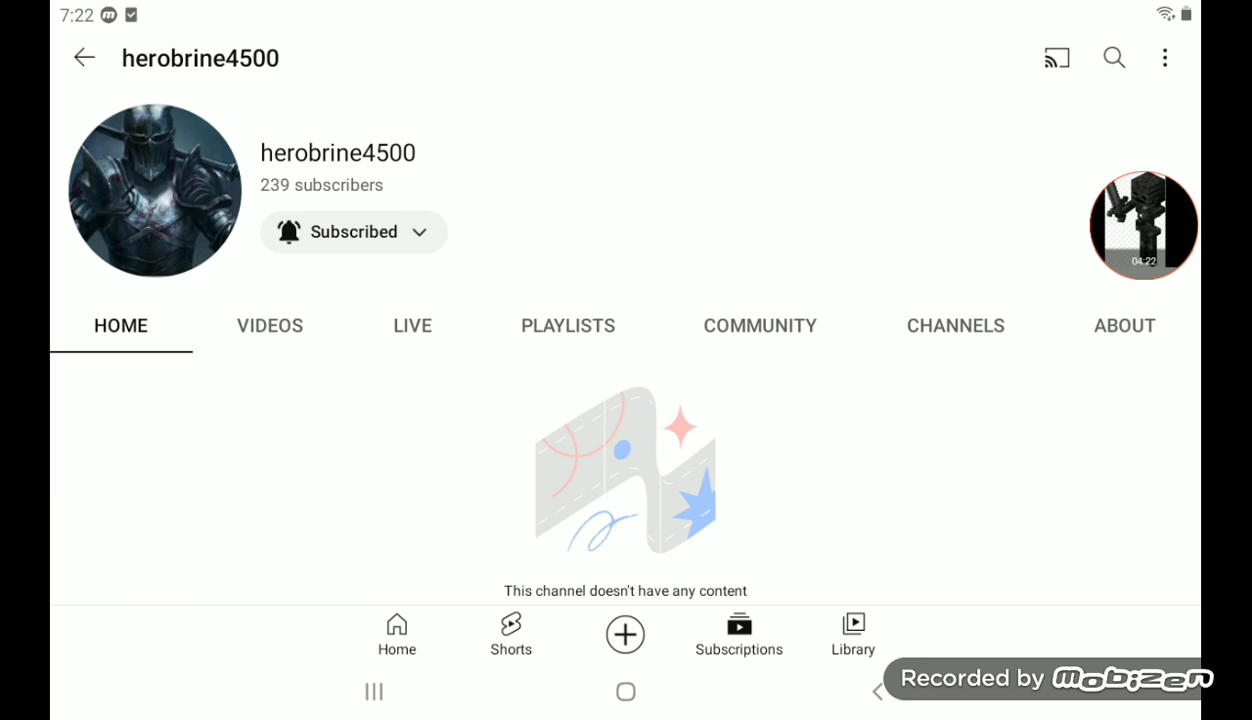 7:22
herobrine4500
herobrine4500
239 subscribers
Subscribed
04:22
HOME VIDEOS LIVE PLAYLISTS COMMUNITY CHANNELS ABOUT
This channel doesn't have any content
Home Shorts Subscriptions Library
Recorded by mobizen